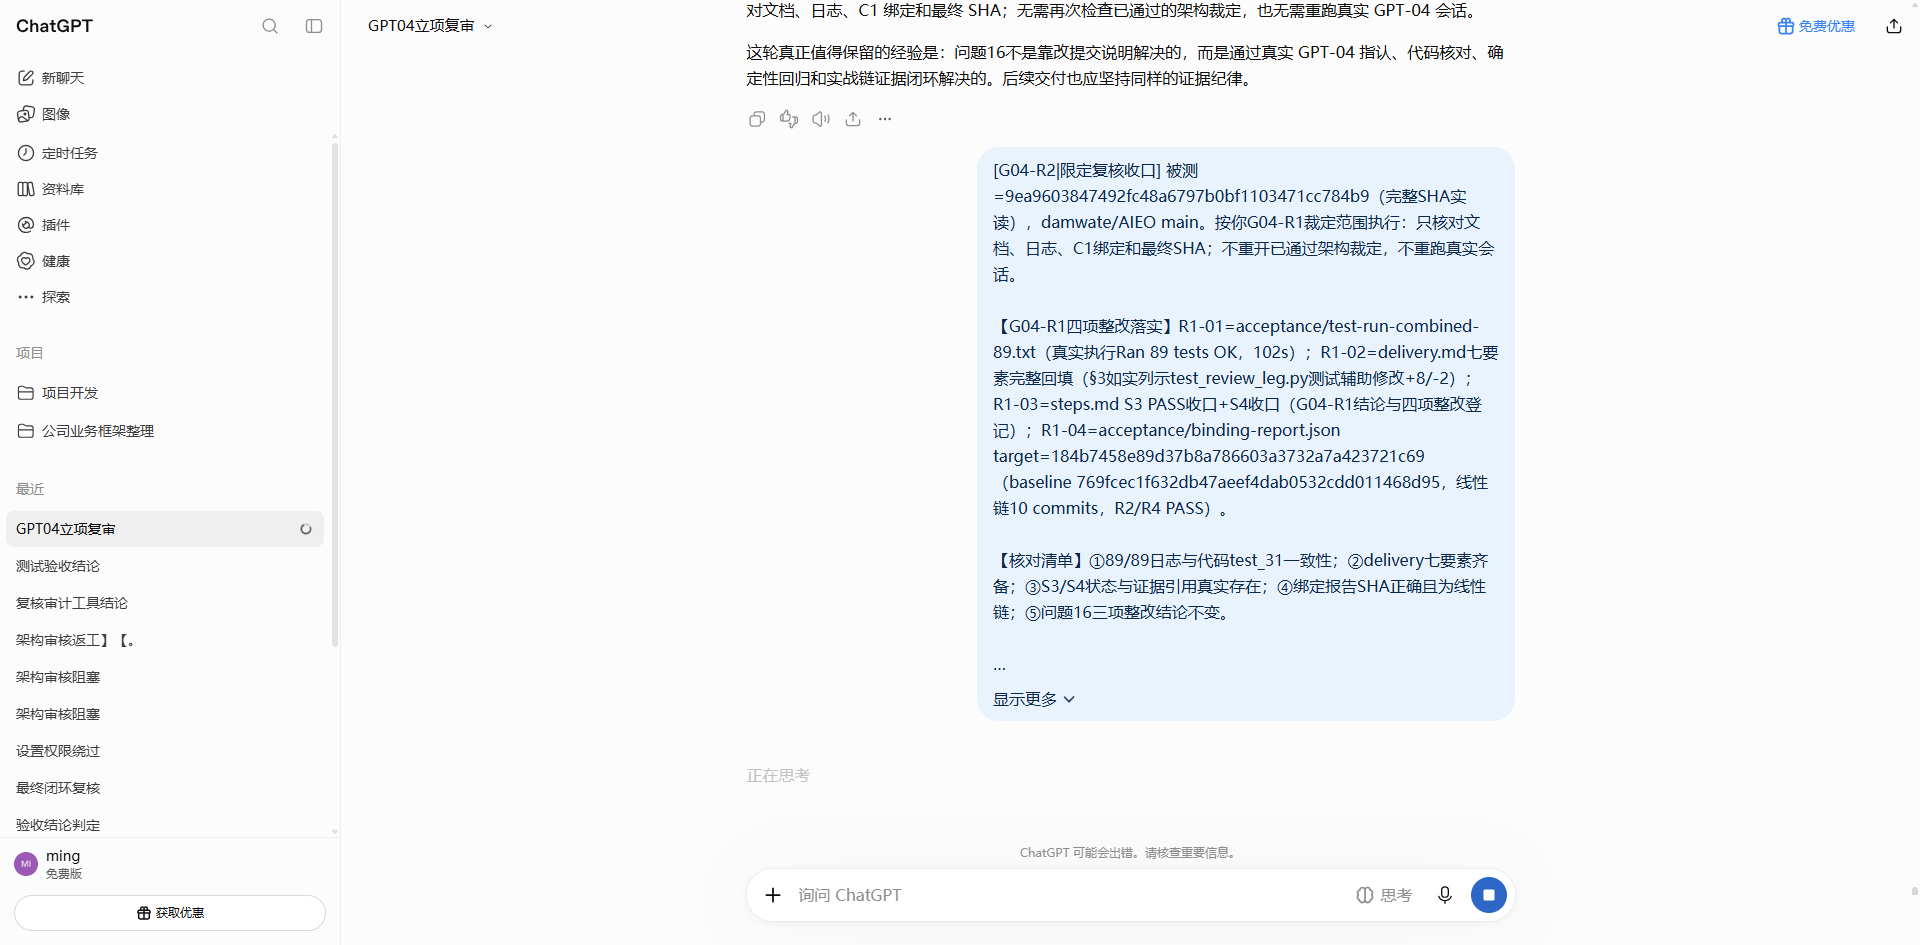 ChatGPT
新聊天
图像
定时任务
资料库
插件
健康
探索
项目
项目开发
公司业务框架整理
最近
GPT04立项复审
测试验收结论
复核审计工具结论
架构审核返工】【。
架构审核阻塞
架构审核阻塞
设置权限绕过
最终闭环复核
验收结论判定
MI
ming
免费版
获取优惠
GPT04立项复审
免费优惠
对文档、日志、C1 绑定和最终 SHA；无需再次检查已通过的架构裁定，也无需重跑真实 GPT-04 会话。
这轮真正值得保留的经验是：问题16不是靠改提交说明解决的，而是通过真实 GPT-04 指认、代码核对、确
定性回归和实战链证据闭环解决的。后续交付也应坚持同样的证据纪律。
[G04-R2|限定复核收口] 被测
=9ea9603847492fc48a6797b0bf1103471cc784b9（完整SHA实
读），damwate/AIEO main。按你G04-R1裁定范围执行：只核对文
档、日志、C1绑定和最终SHA；不重开已通过架构裁定，不重跑真实会
话。
【G04-R1四项整改落实】R1-01=acceptance/test-run-combined-
89.txt（真实执行Ran 89 tests OK，102s）；R1-02=delivery.md七要
素完整回填（§3如实列示test_review_leg.py测试辅助修改+8/-2）；
R1-03=steps.md S3 PASS收口+S4收口（G04-R1结论与四项整改登
记）；R1-04=acceptance/binding-report.json
target=184b7458e89d37b8a786603a3732a7a423721c69
（baseline 769fcec1f632db47aeef4dab0532cdd011468d95，线性
链10 commits，R2/R4 PASS）。
【核对清单】①89/89日志与代码test_31一致性；②delivery七要素齐
备；③S3/S4状态与证据引用真实存在；④绑定报告SHA正确且为线性
链；⑤问题16三项整改结论不变。
...
显示更多
正在思考
ChatGPT 可能会出错。请核查重要信息。
询问 ChatGPT
思考